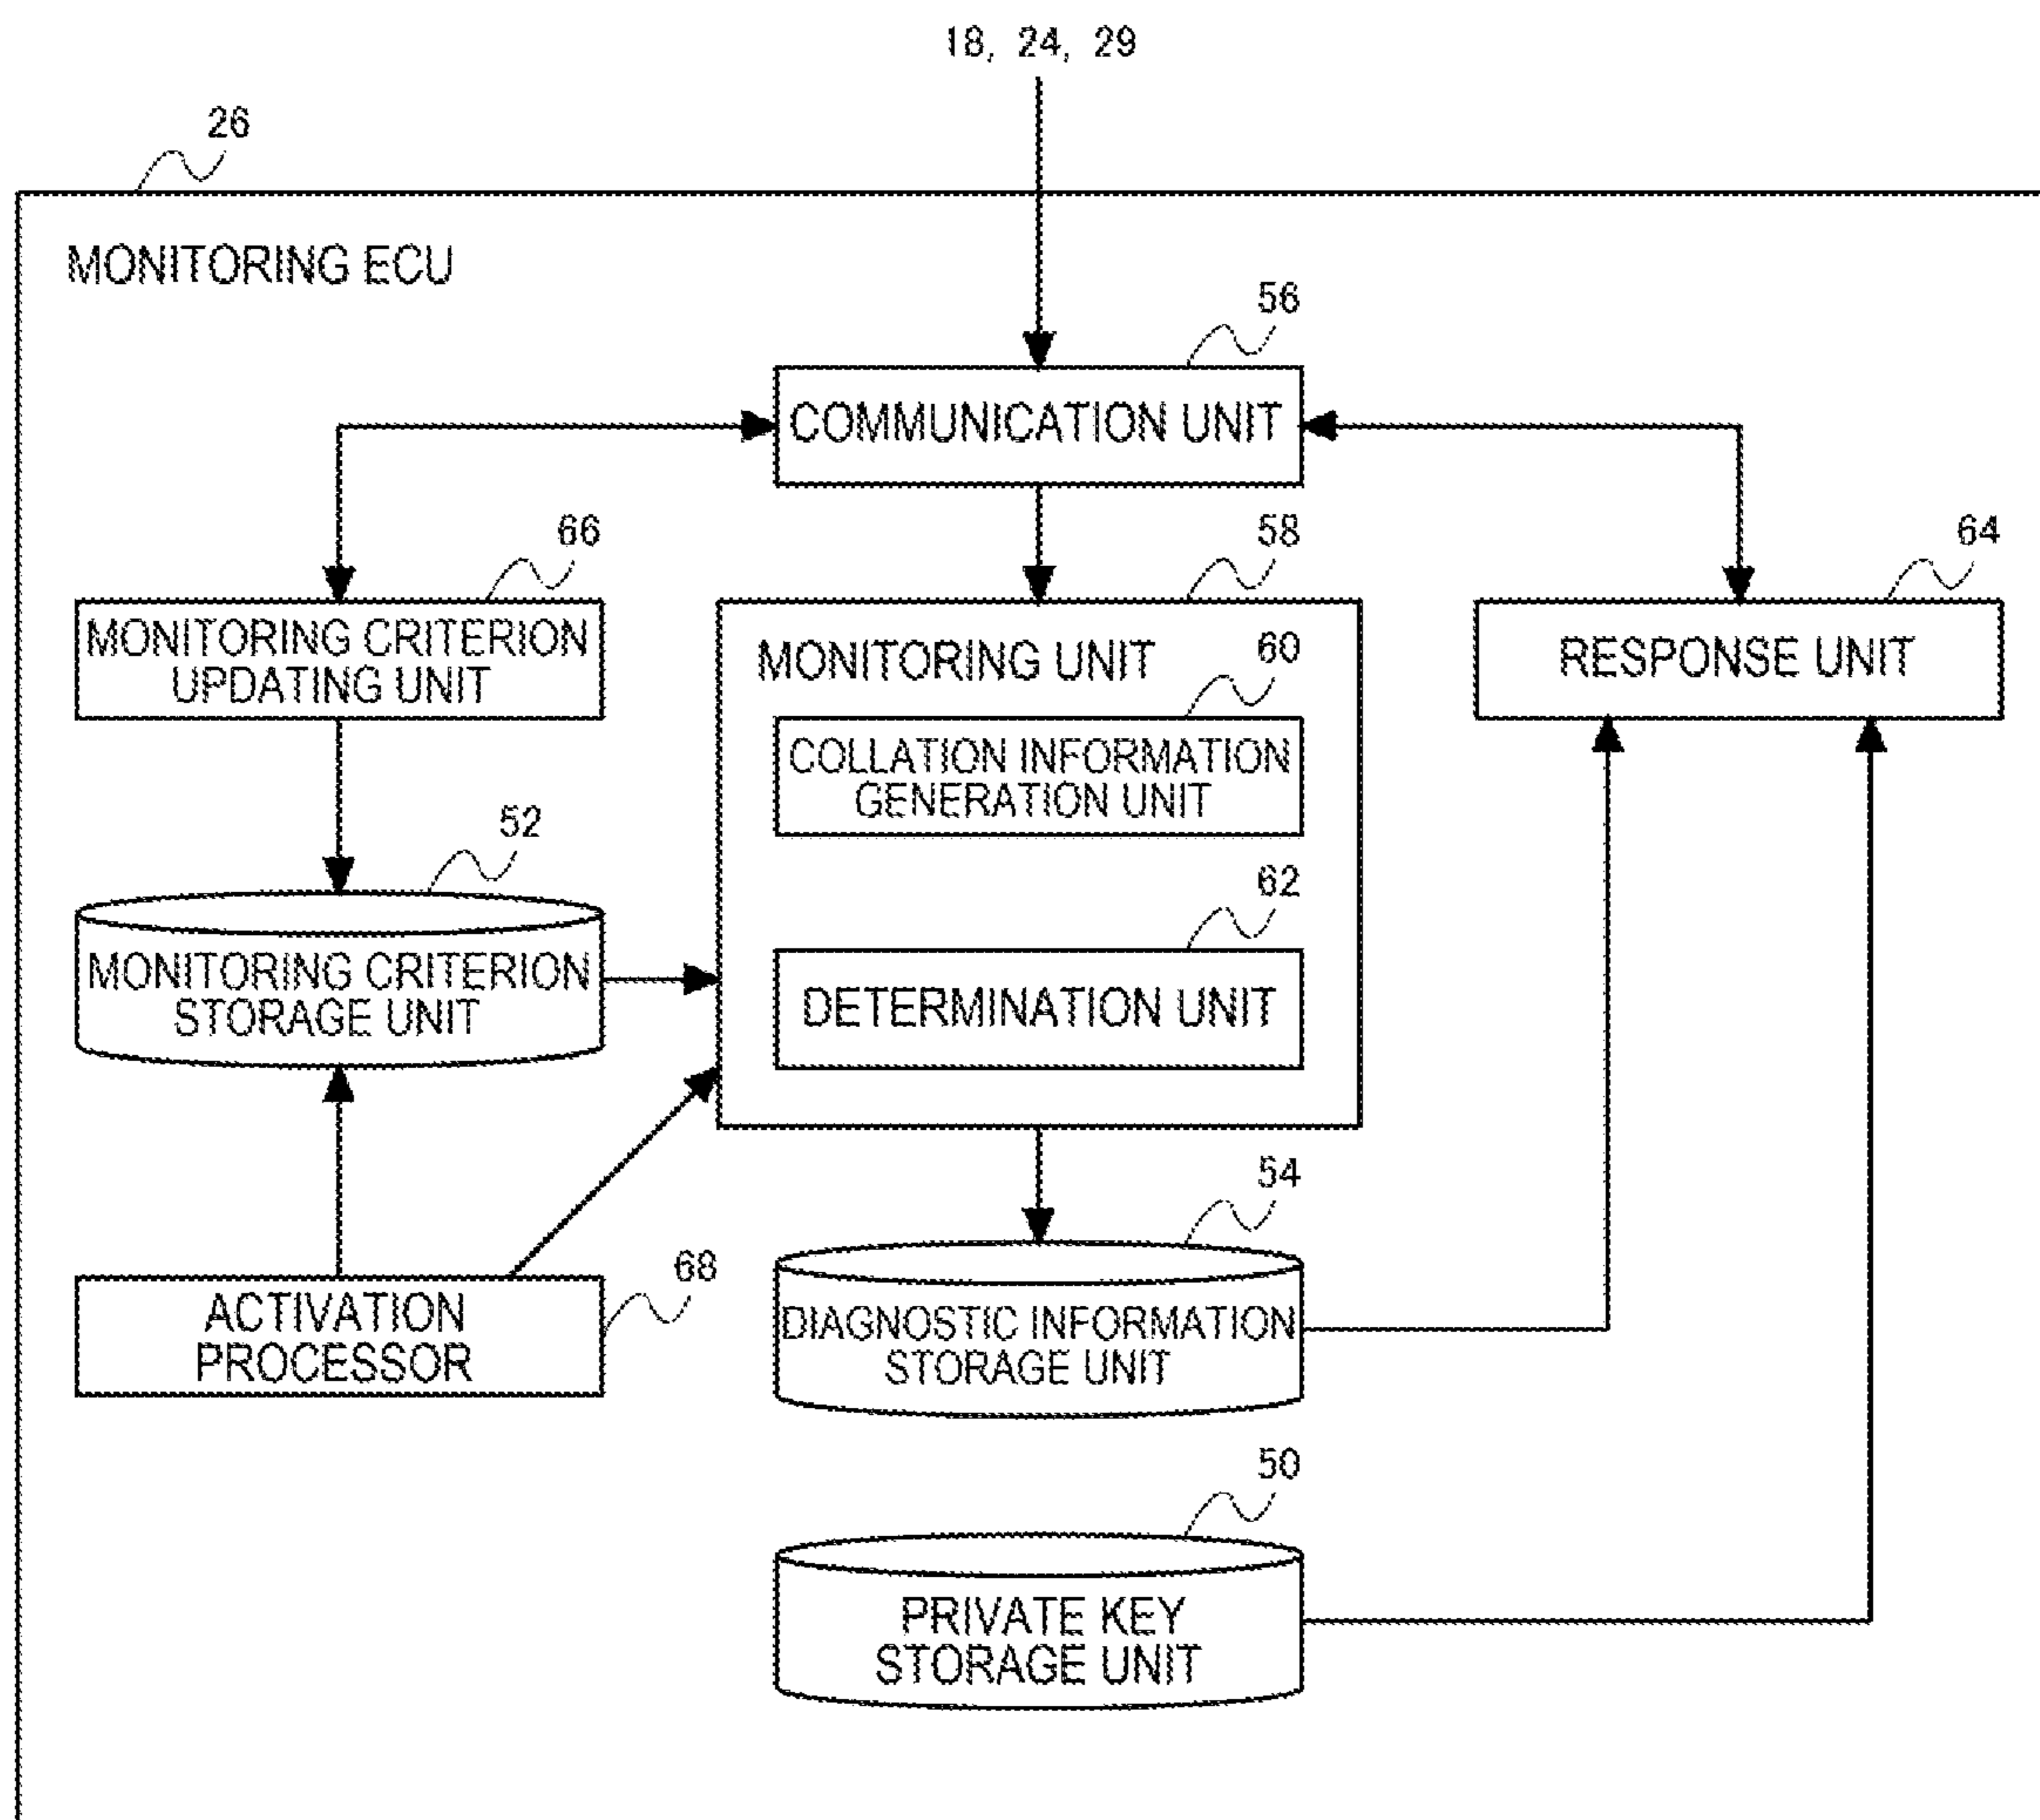 18, 24, 29
26
MONITORING ECU
56
COMMUNICATION UNIT
66
58
64
MONITORING CRITERION
UPDATING UNIT
MONITORING UNIT
RESPONSE UNIT
60
COLLATION INFORMATION
GENERATION UNIT
52
MONITORING CRITERION
STORAGE UNIT
62
DETERMINATION UNIT
54
68
ACTIVATION
PROCESSOR
DIAGNOSTIC INFORMATION
STORAGE UNIT
50
PRIVATE KEY
STORAGE UNIT